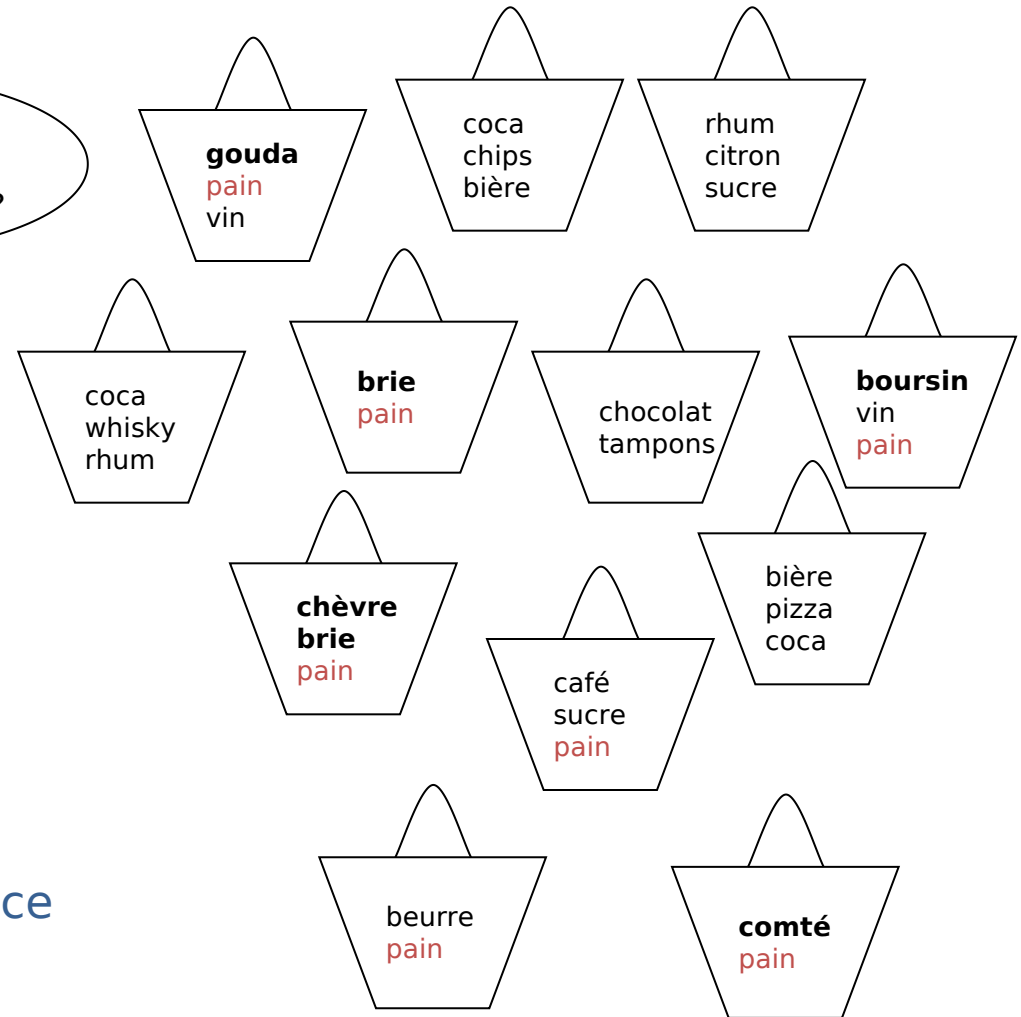 gouda
pain
vin
coca
chips
bière
rhum
citron
sucre
?
coca
whisky
rhum
brie
pain
chocolat
tampons
boursin
vin
pain
chèvre
brie
pain
café
sucre
pain
bière
pizza
coca
ce
beurre
pain
comté
pain